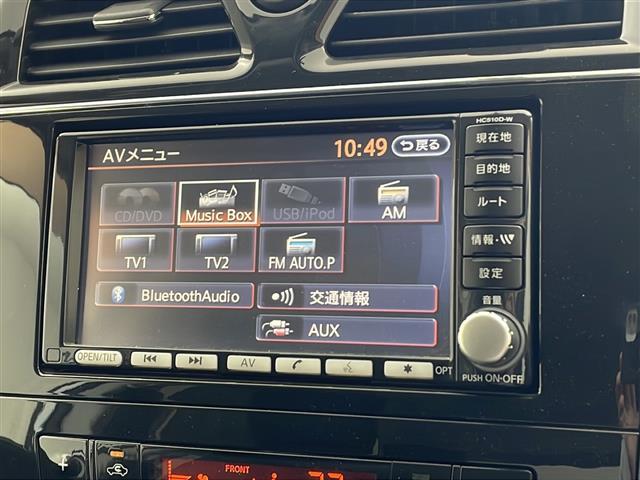 HC510D-W
AVメニュー
10:49
戻る
現在地
CD/DVD
Music Box
USB/iPod
AM
目的地
ルート
TV1
TV2
FM AUTO.P
情報・VV
設定
BluetoothAudio
交通情報
音量
AUX
OPEN/TILT
AV
OPT
PUSH ON-OFF
FRONT